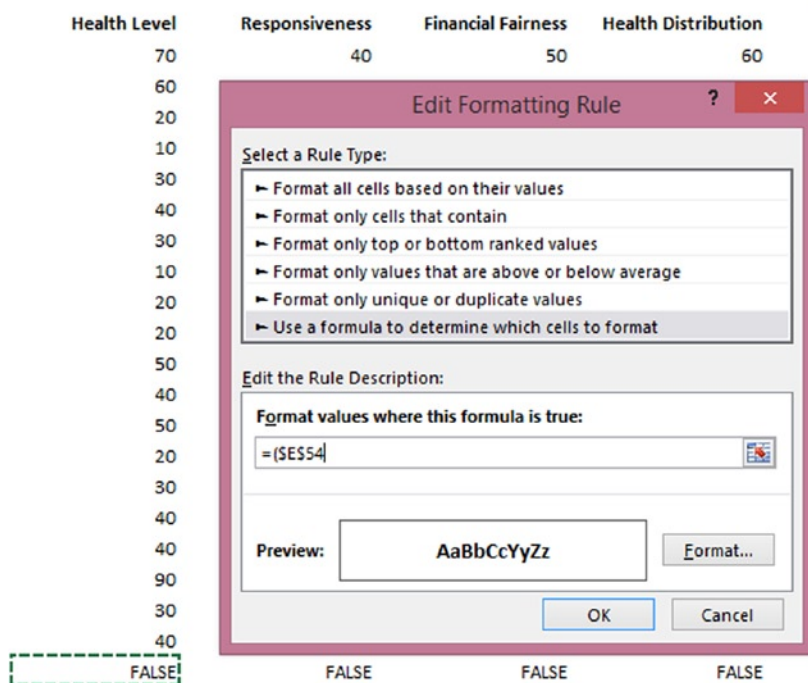 Health Level Responsiveness Financial Fairness Health Distribution
70 40 50 60
60
20
10
30
40
30
10
20
20
50
40
50
20
30
40
40
90
30
40
FALSE FALSE FALSE FALSE
Edit Formatting Rule ? ×
Select a Rule Type:
► Format all cells based on their values
► Format only cells that contain
► Format only top or bottom ranked values
► Format only values that are above or below average
► Format only unique or duplicate values
► Use a formula to determine which cells to format
Edit the Rule Description:
Format values where this formula is true:
=($E$54
Preview: AaBbCcYyZz Format...
OK Cancel